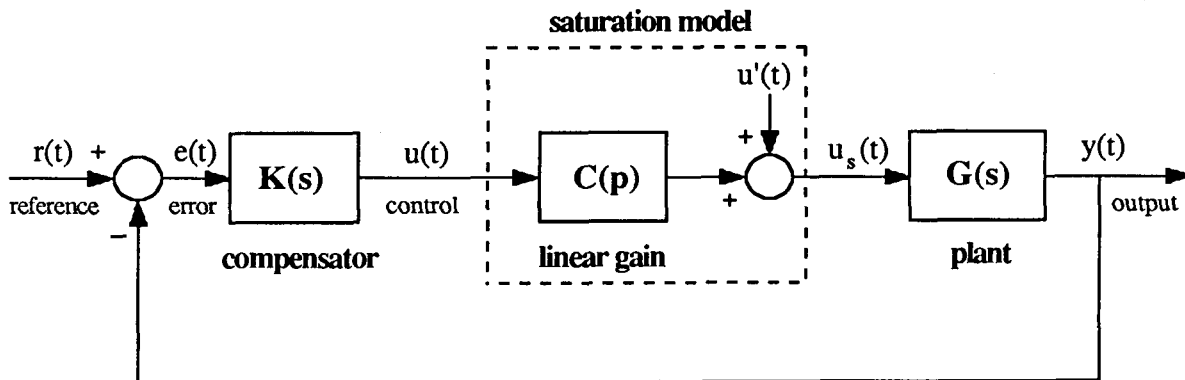 saturation model
u'(t)
r(t) +
e(t)
K(s)
u(t)
C(p)
+
+
u_s(t)
G(s)
y(t)
reference
error
control
output
−
compensator
linear gain
plant